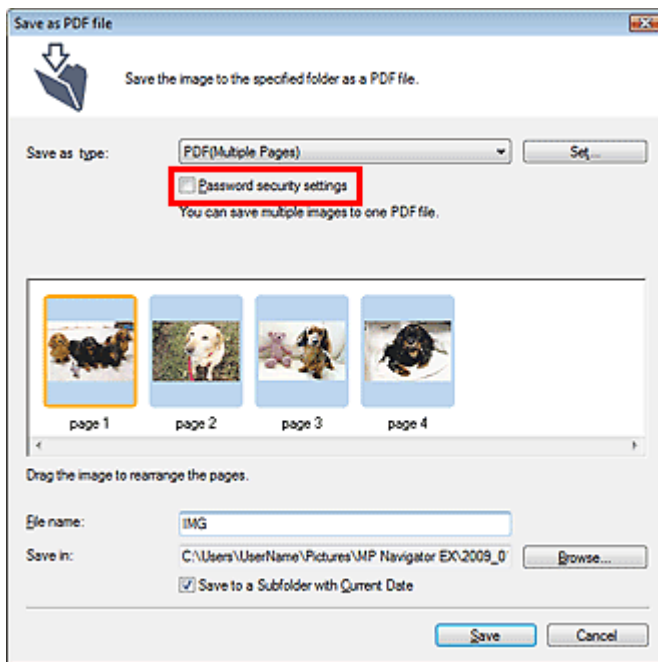 Save as PDF file
Save the image to the specified folder as a PDF file.
Save as type: PDF(Multiple Pages) Set...
Password security settings
You can save multiple images to one PDF file.
page 1 page 2 page 3 page 4
Drag the image to rearrange the pages.
File name: IMG
Save in: C:\Users\UserName\Pictures\MP Navigator EX\2009_0 Browse...
Save to a Subfolder with Current Date
Save Cancel